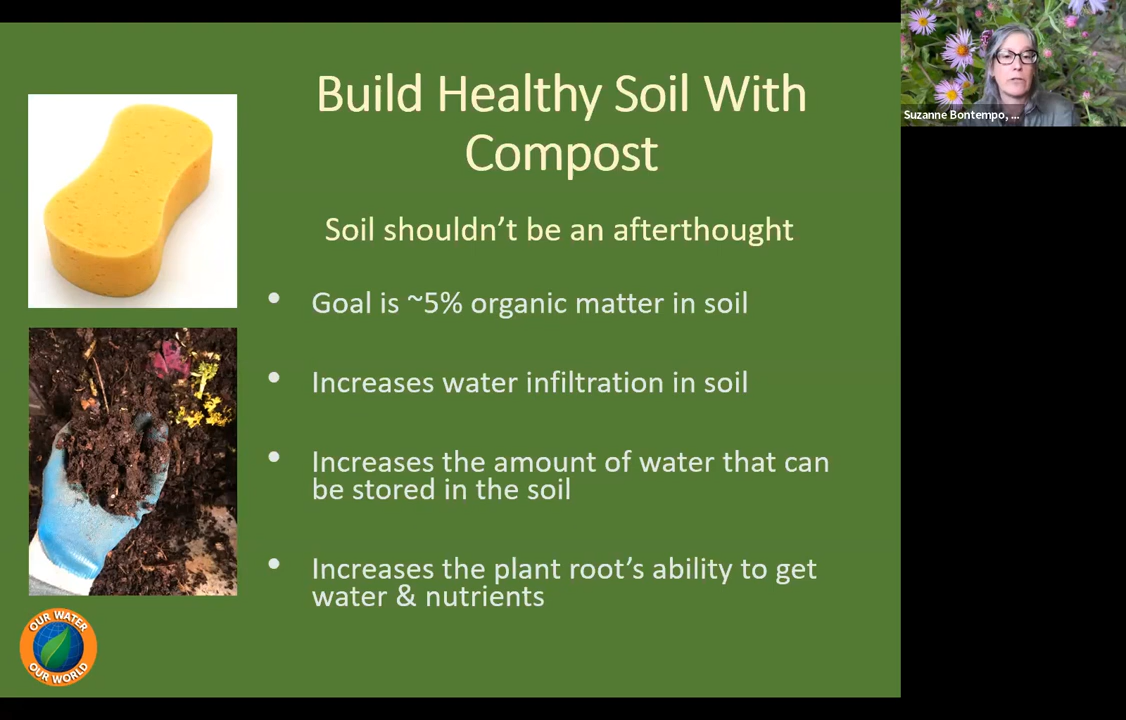 Build Healthy Soil With
Compost
Soil shouldn’t be an afterthought
• Goal is ~5% organic matter in soil
• Increases water infiltration in soil
• Increases the amount of water that can
be stored in the soil
• Increases the plant root’s ability to get
water & nutrients
OUR WATER
OUR WORLD
Suzanne Bontempo, ...